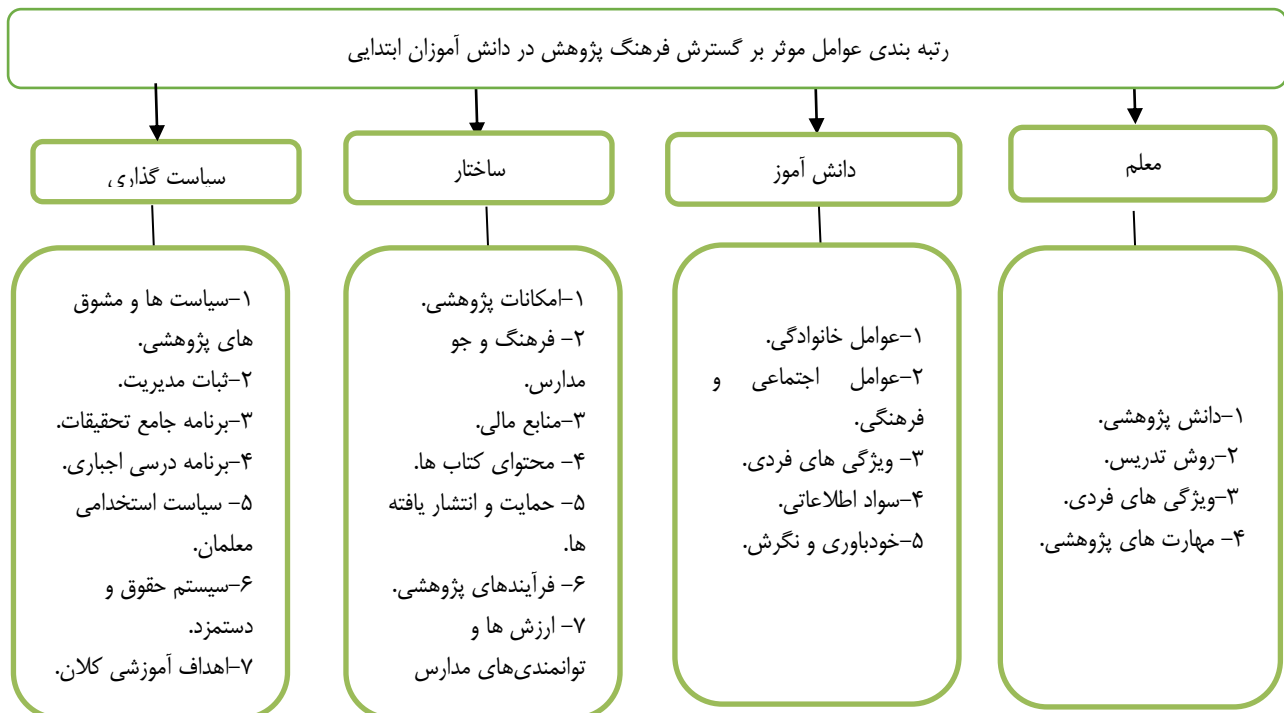 رتبه بندی عوامل موثر بر گسترش فرهنگ پژوهش در دانش آموزان ابتدایی
معلم
دانش آموز
ساختار
سیاست گذاری
۱-دانش پژوهشی.
۲-روش تدریس.
۳-ویژگی های فردی.
۴- مهارت های پژوهشی.
۱-عوامل خانوادگی.
۲-عوامل اجتماعی و
فرهنگی.
۳- ویژگی های فردی.
۴-سواد اطلاعاتی.
۵-خودباوری و نگرش.
۱-امکانات پژوهشی.
۲- فرهنگ و جو
مدارس.
۳-منابع مالی.
۴- محتوای کتاب ها.
۵- حمایت و انتشار یافته
ها.
۶- فرآیندهای پژوهشی.
۷- ارزش ها و
توانمندی‌های مدارس
۱-سیاست ها و مشوق
های پژوهشی.
۲-ثبات مدیریت.
۳-برنامه جامع تحقیقات.
۴-برنامه درسی اجباری.
۵- سیاست استخدامی
معلمان.
۶-سیستم حقوق و
دستمزد.
۷-اهداف آموزشی کلان.